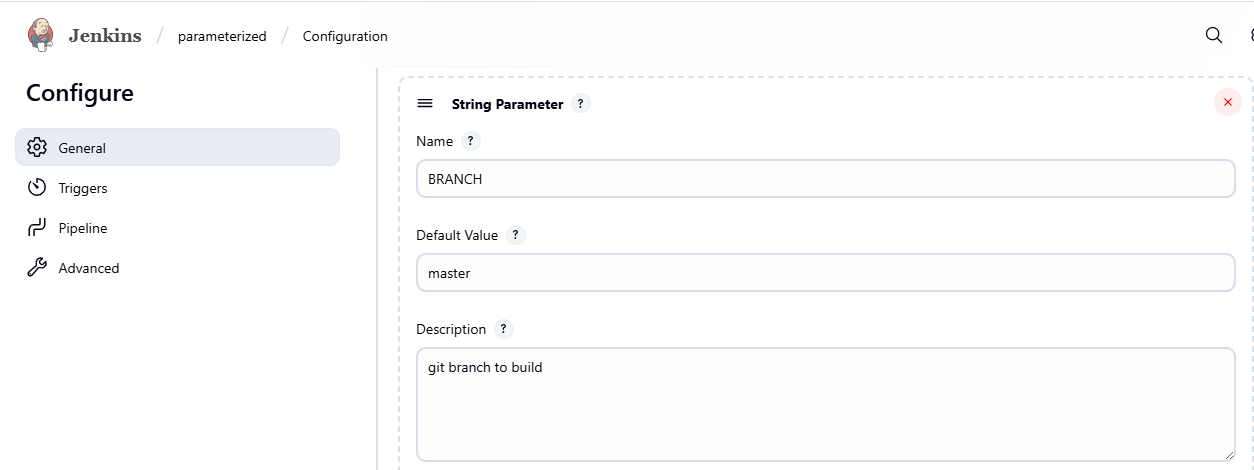 Jenkins / parameterized / Configuration
Configure
General
Triggers
Pipeline
Advanced
String Parameter ?
Name ?
BRANCH
Default Value ?
master
Description ?
git branch to build